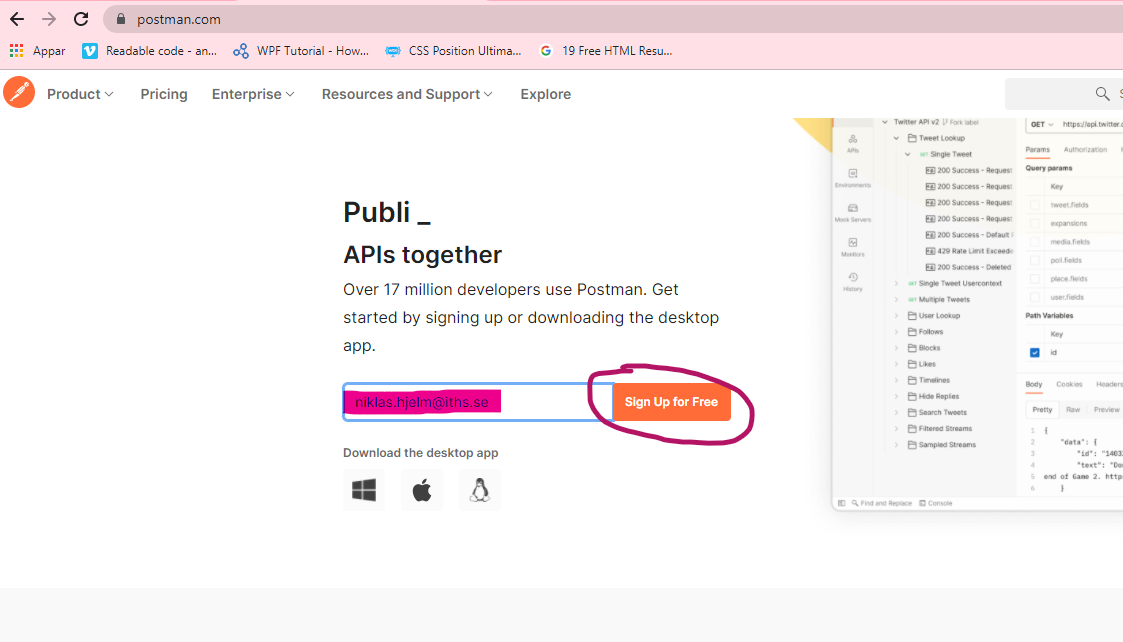 postman.com
Appar Readable code - an... WPF Tutorial - How... CSS Position Ultima... 19 Free HTML Resu...
Product Pricing Enterprise Resources and Support Explore
Publi _
APIs together
Over 17 million developers use Postman. Get
started by signing up or downloading the desktop
app.
niklas.hjelm@iths.se Sign Up for Free
Download the desktop app
Twitter API v2 Fork label
Tweet Lookup
GET Single Tweet
200 Success - Request
200 Success - Request
200 Success - Request
200 Success - Request
200 Success - Default
429 Rate Limit Exceede
200 Success - Deleted
GET Single Tweet Usercontext
GET Multiple Tweets
User Lookup
Follows
Blocks
Likes
Timelines
Hide Replies
Search Tweets
Filtered Streams
Sampled Streams
APIs
Environments
Mock Servers
Monitors
History
GET https://api.twitter.c
Params Authorization
Query params
Key
tweet.fields
expansions
media.fields
poll.fields
place.fields
user.fields
Path Variables
Key
id
Body Cookies Headers
Pretty Raw Preview
1 {
2 "data": {
3 "id": "14032
4 "text": "Don
5 end of Game 2. http
6 }
Find and Replace Console